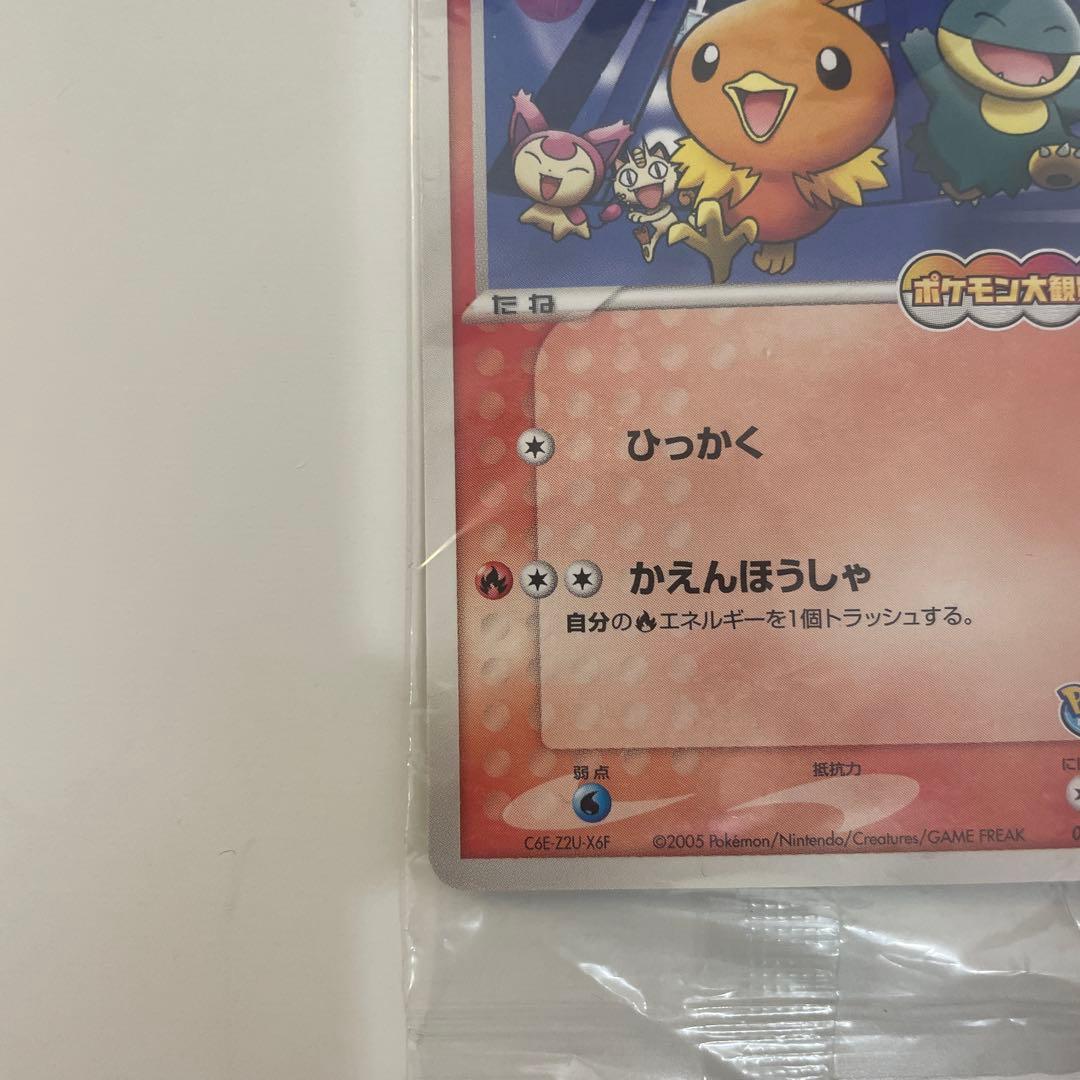 たね
ポケモン大観
ひっかく
かえんほうしゃ
自分の🔥エネルギーを1個トラッシュする。
弱点
抵抗力
に
C6E-Z2U-X6F
©2005 Pokémon/Nintendo/Creatures/GAME FREAK
0